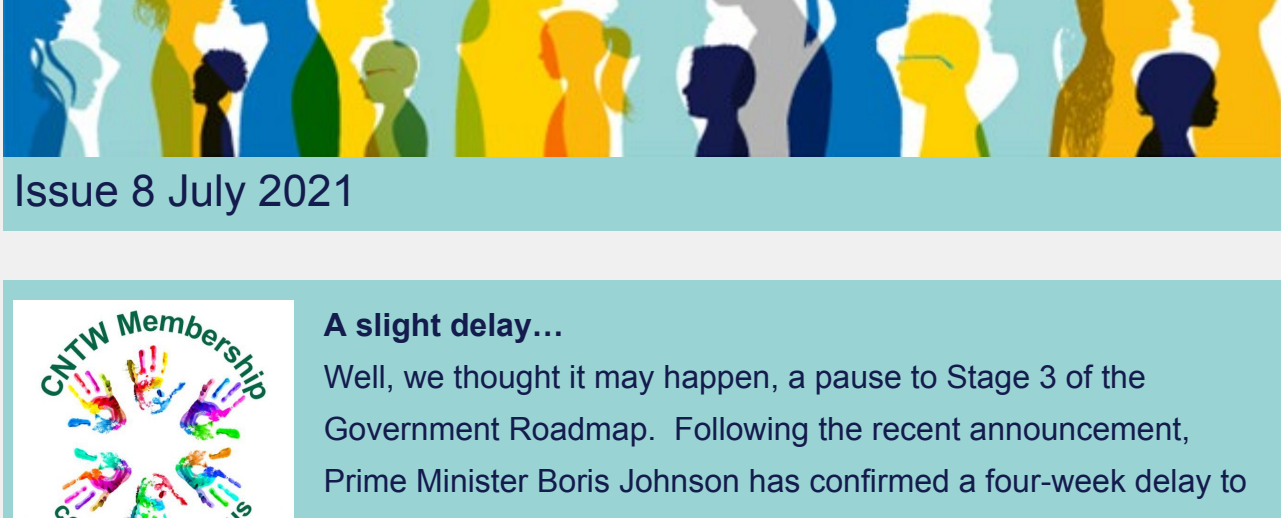 Issue 8 July 2021
CNTW Membership
A slight delay…
Well, we thought it may happen, a pause to Stage 3 of the
Government Roadmap.  Following the recent announcement,
Prime Minister Boris Johnson has confirmed a four-week delay to